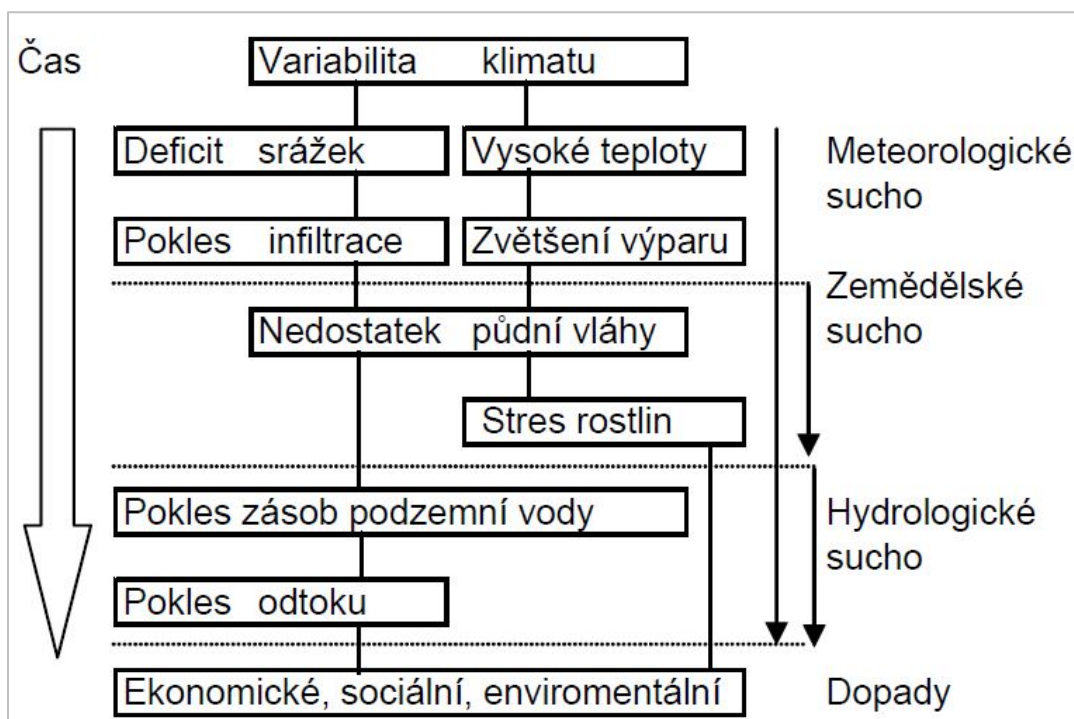 Čas
Variabilita klimatu
Deficit srážek
Vysoké teploty
Meteorologické
sucho
Pokles infiltrace
Zvětšení výparu
Zemědělské
sucho
Nedostatek půdní vláhy
Stres rostlin
Pokles zásob podzemní vody
Hydrologické
sucho
Pokles odtoku
Ekonomické, sociální, enviromentální
Dopady